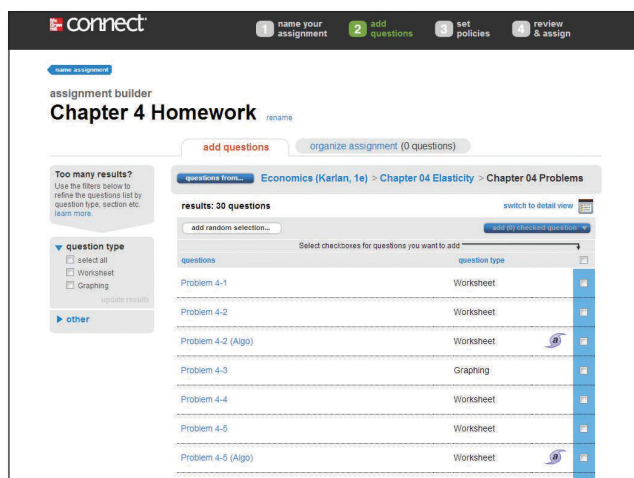 connect
1 name your assignment
2 add questions
3 set policies
4 review & assign
name assignment
assignment builder
Chapter 4 Homework rename
add questions
organize assignment (0 questions)
Too many results?
Use the filters below to
refine the questions list by
question type, section etc.
learn more.
question type
select all
Worksheet
Graphing
update results
other
questions from... Economics (Karlan, 1e) > Chapter 04 Elasticity > Chapter 04 Problems
results: 30 questions switch to detail view
add random selection... add (0) checked question
Select checkboxes for questions you want to add
questions question type
Problem 4-1 Worksheet
Problem 4-2 Worksheet
Problem 4-2 (Algo) Worksheet a
Problem 4-3 Graphing
Problem 4-4 Worksheet
Problem 4-5 Worksheet
Problem 4-5 (Algo) Worksheet a